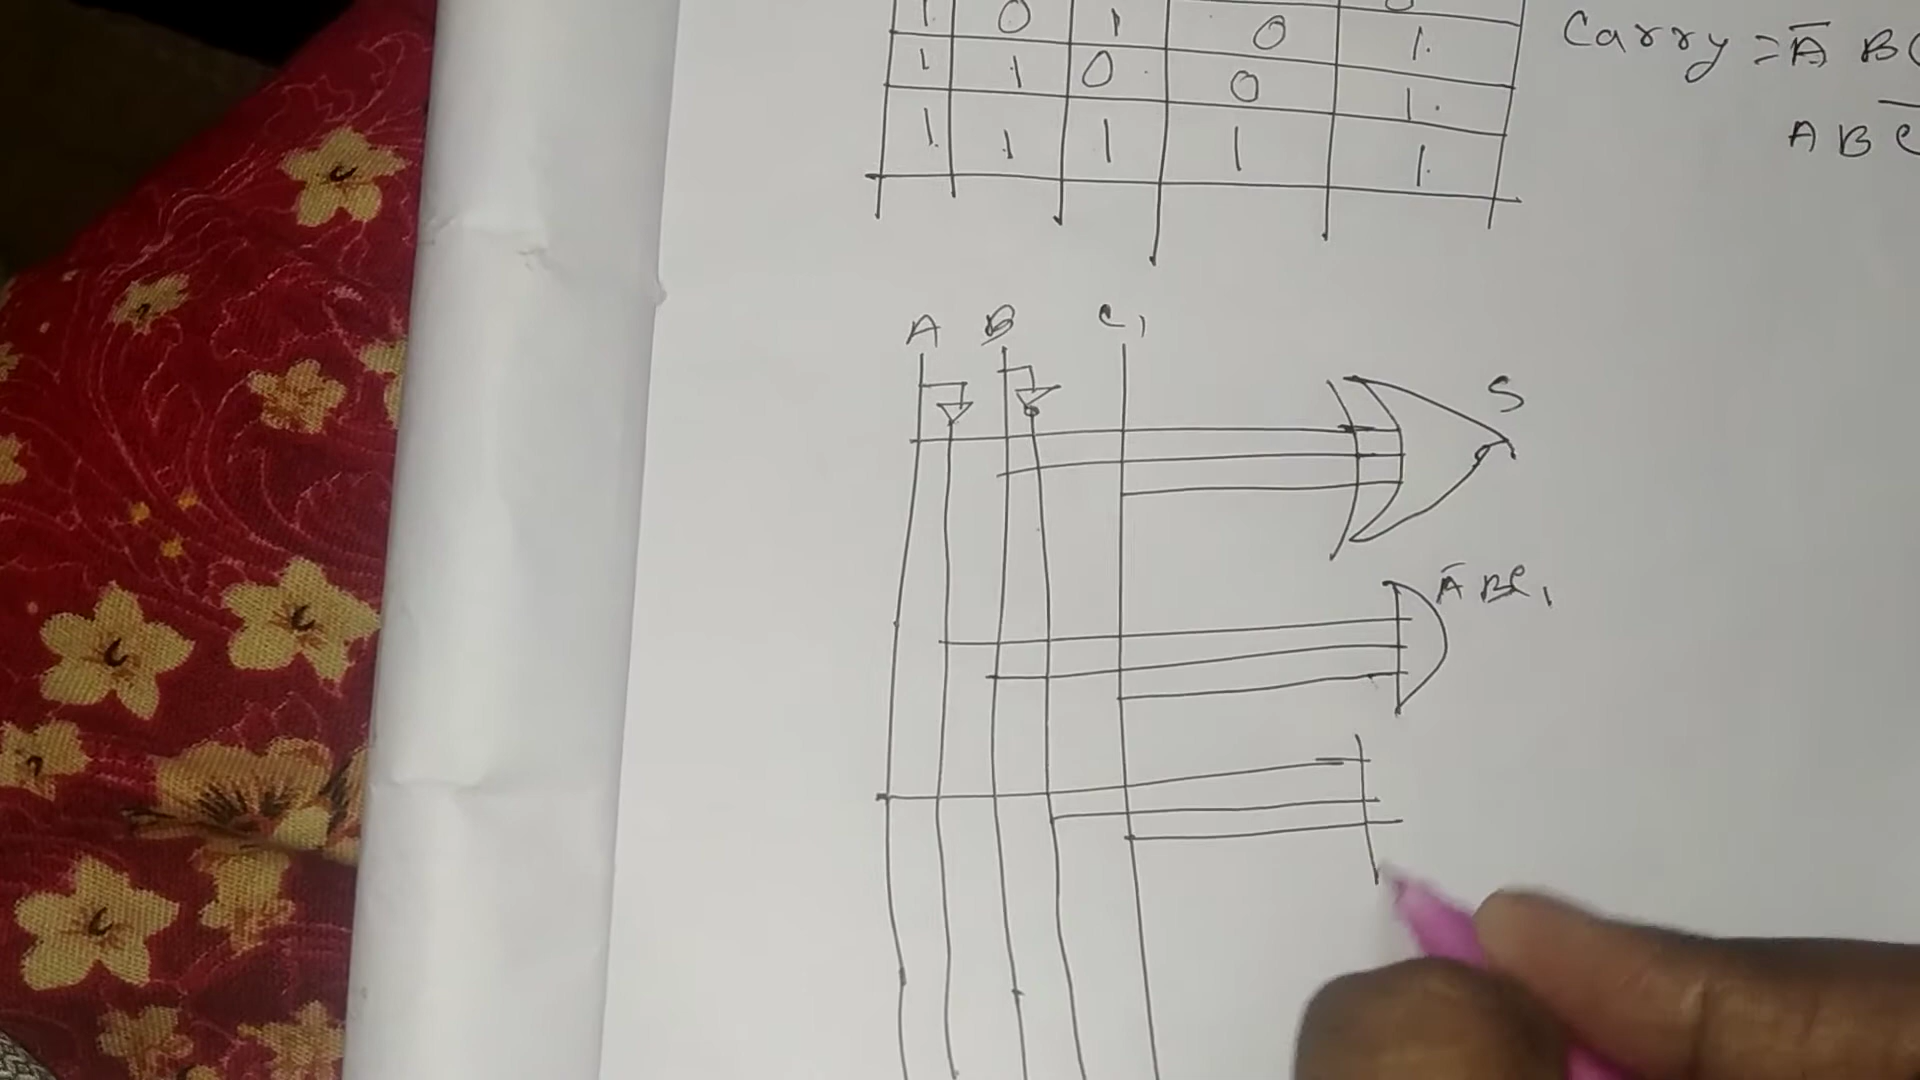 1 0 1 0 1
1 1 0 0 1
1 1 1 1 1
Carry = A̅ B
A B C̅
A B C₁
S
A̅ B C₁